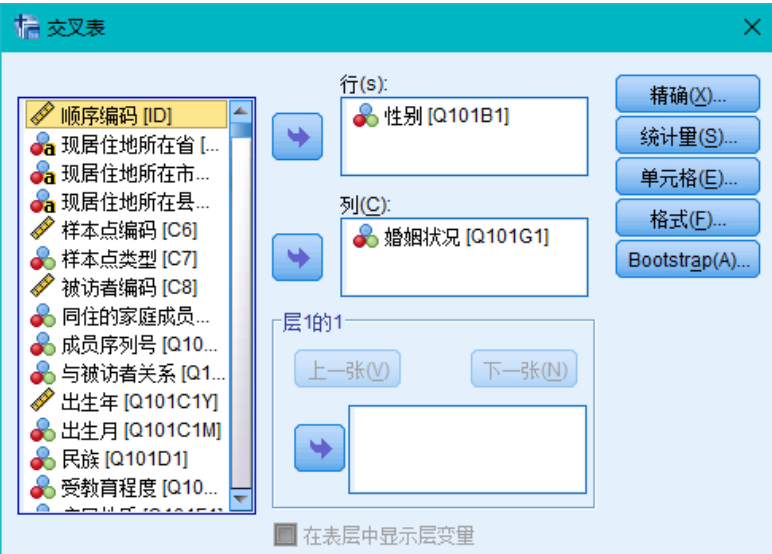 交叉表
顺序编码 [ID]
现居住地所在省 [...
现居住地所在市...
现居住地所在县...
样本点编码 [C6]
样本点类型 [C7]
被访者编码 [C8]
同住的家庭成员...
成员序列号 [Q10...
与被访者关系 [Q1...
出生年 [Q101C1Y]
出生月 [Q101C1M]
民族 [Q101D1]
受教育程度 [Q10...
行(s):
性别 [Q101B1]
列(C):
婚姻状况 [Q101G1]
层1的1
上一张(V)
下一张(N)
在表层中显示层变量
精确(X)...
统计量(S)...
单元格(E)...
格式(F)...
Bootstrap(A)...